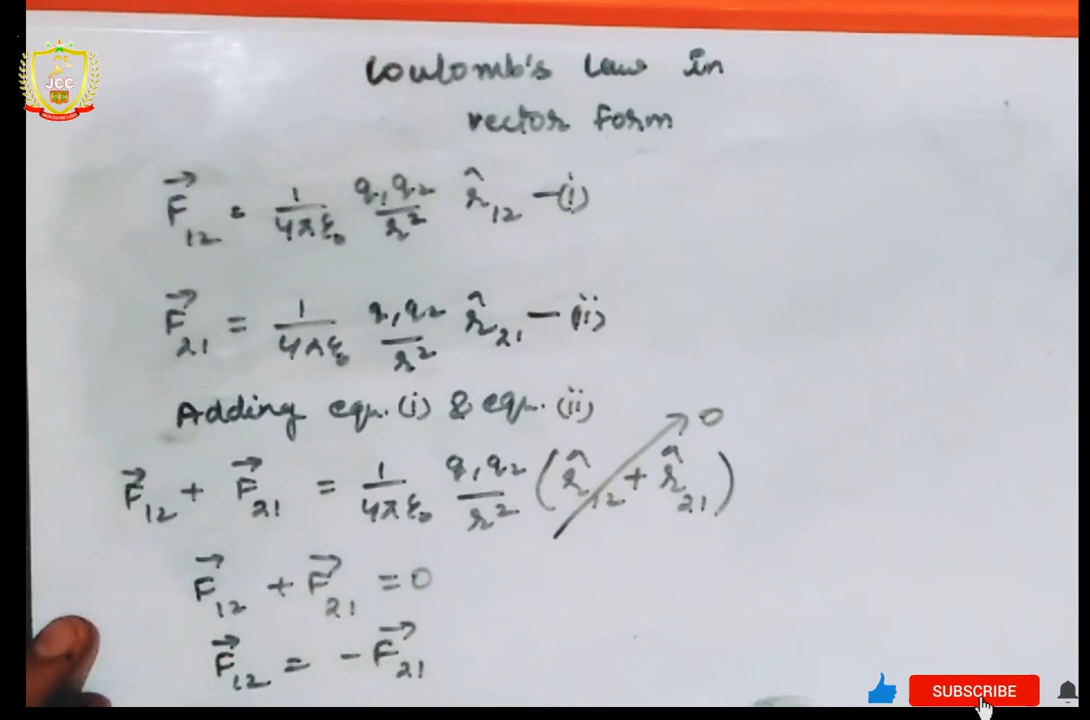 JCC
Coulomb's Law in
vector Form
F⃗₁₂ = 1/4πε₀ q₁q₂/r² r̂₁₂ –(i)
F⃗₂₁ = 1/4πε₀ q₁q₂/r² r̂₂₁ –(ii)
Adding eqn.(i) & eqn.(ii)
F⃗₁₂ + F⃗₂₁ = 1/4πε₀ q₁q₂/r² (r̂₁₂ + r̂₂₁) → 0
F⃗₁₂ + F⃗₂₁ = 0
F⃗₁₂ = –F⃗₂₁
SUBSCRIBE